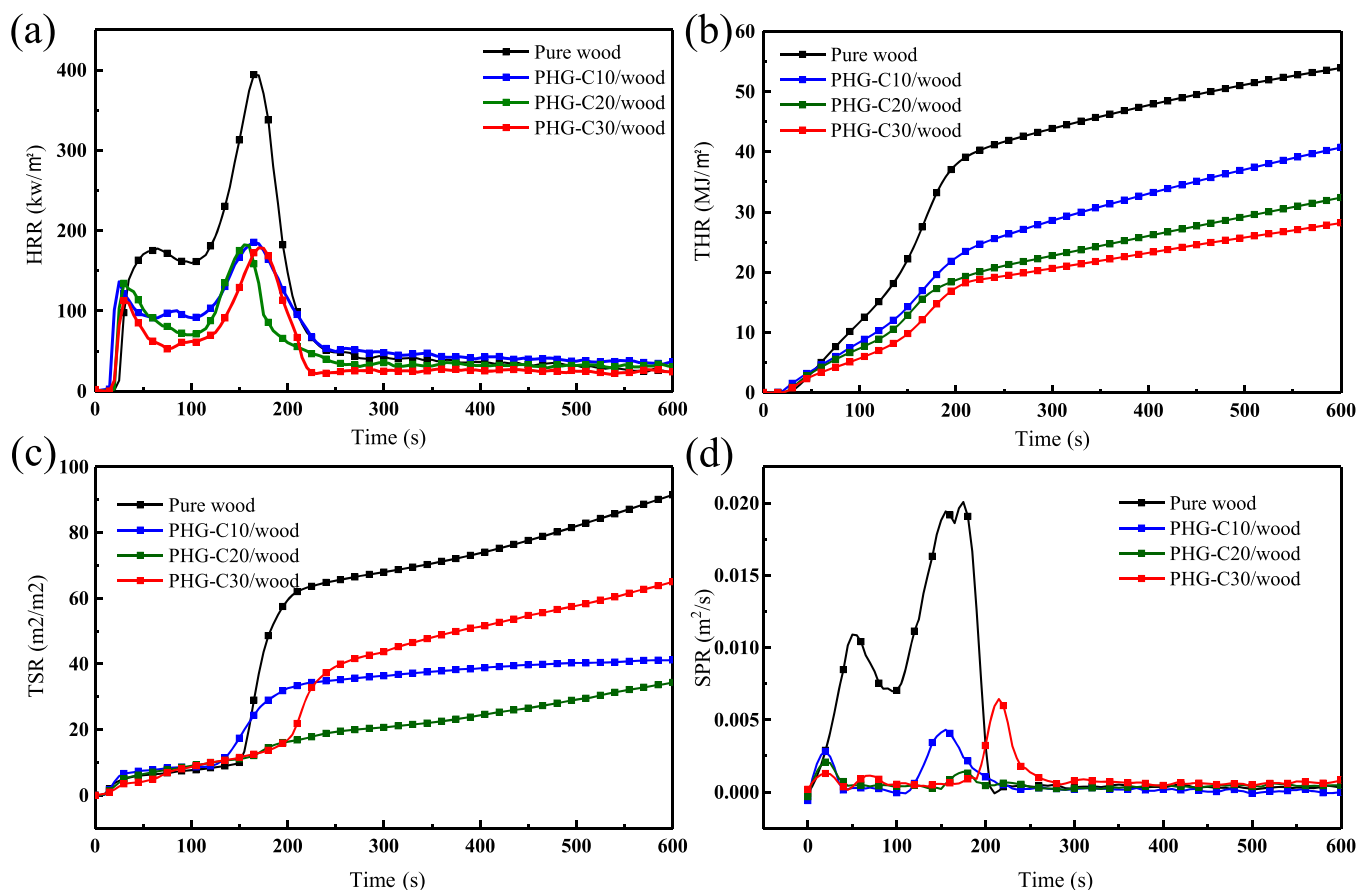 (a)
HRR (kw/m²)
400
300
200
100
0
0 100 200 300 400 500 600
Time (s)
Pure wood
PHG-C10/wood
PHG-C20/wood
PHG-C30/wood
(b)
THR (MJ/m²)
60
50
40
30
20
10
0
0 100 200 300 400 500 600
Time (s)
Pure wood
PHG-C10/wood
PHG-C20/wood
PHG-C30/wood
(c)
TSR (m2/m2)
100
80
60
40
20
0
0 100 200 300 400 500 600
Time (s)
Pure wood
PHG-C10/wood
PHG-C20/wood
PHG-C30/wood
(d)
SPR (m²/s)
0.020
0.015
0.010
0.005
0.000
0 100 200 300 400 500 600
Time (s)
Pure wood
PHG-C10/wood
PHG-C20/wood
PHG-C30/wood